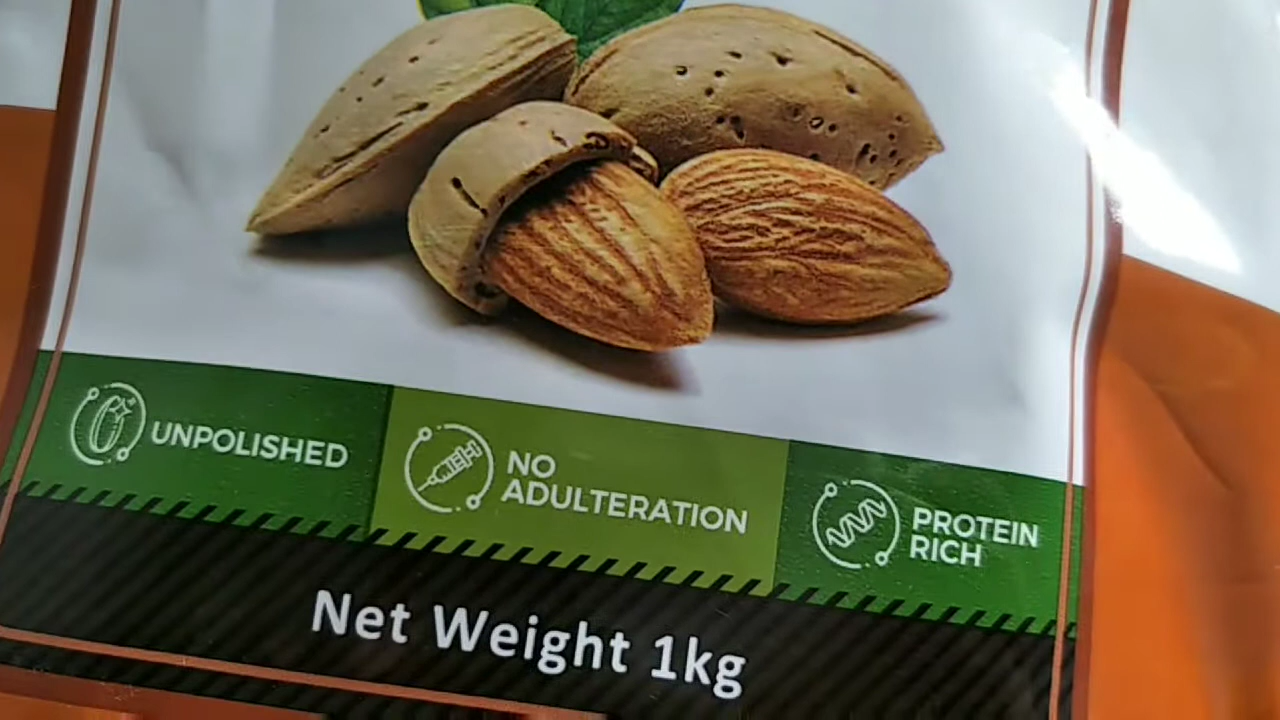 UNPOLISHED
NO
ADULTERATION
PROTEIN
RICH
Net Weight 1kg